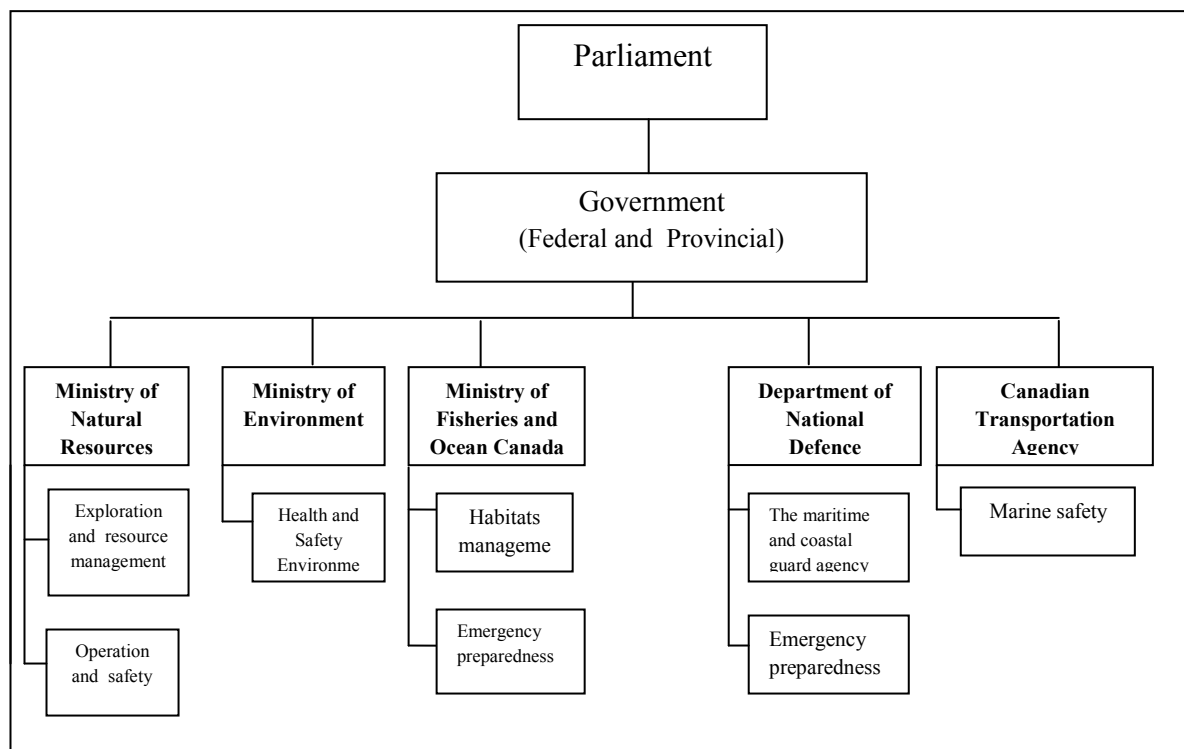 Parliament
Government
(Federal and Provincial)
Ministry of
Natural
Resources
Ministry of
Environment
Ministry of
Fisheries and
Ocean Canada
Department of
National
Defence
Canadian
Transportation
Agency
Exploration
and resource
management
Health and
Safety
Environme
Habitats
manageme
The maritime
and coastal
guard agency
Marine safety
Operation
and safety
Emergency
preparedness
Emergency
preparedness